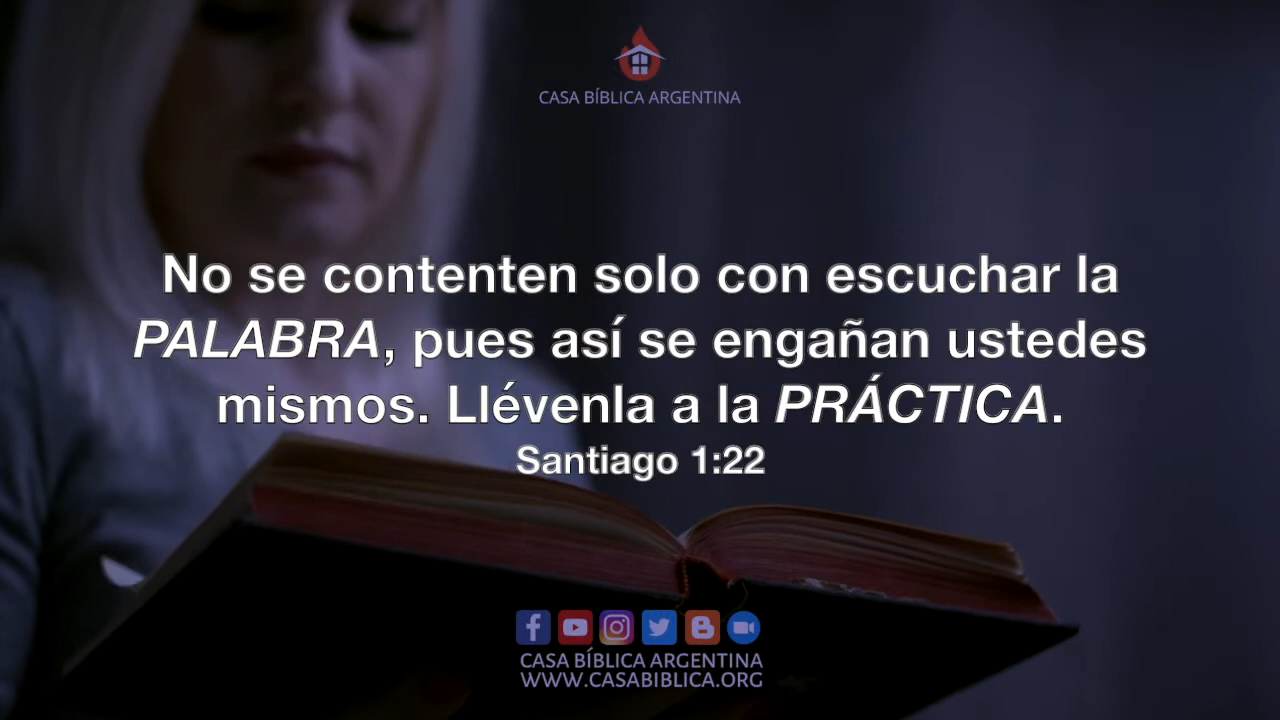 CASA BÍBLICA ARGENTINA
No se contenten solo con escuchar la
PALABRA, pues así se engañan ustedes
mismos. Llévenla a la PRÁCTICA.
Santiago 1:22
CASA BÍBLICA ARGENTINA
WWW.CASABIBLICA.ORG